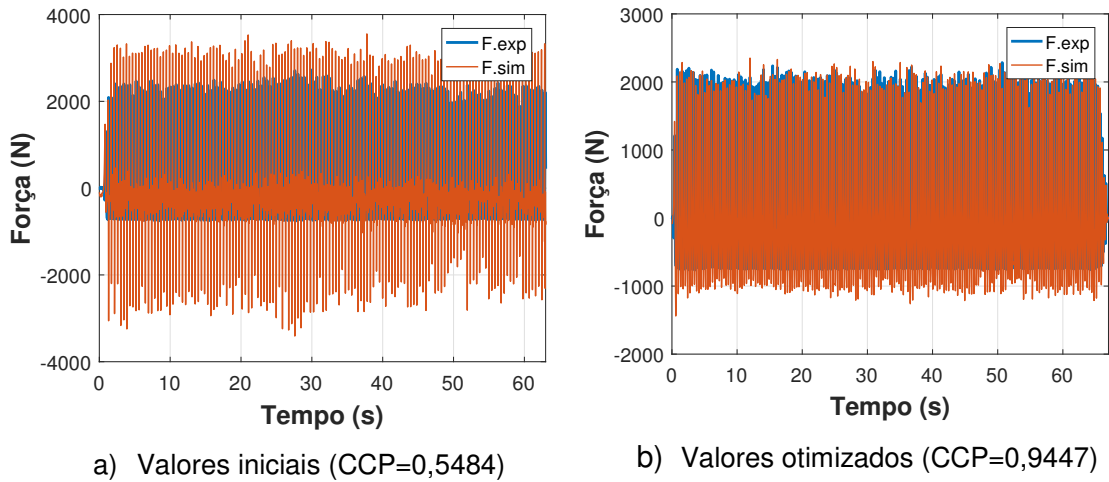 4000
2000
0
-2000
-4000
Força (N)
0 10 20 30 40 50 60
Tempo (s)
F.exp
F.sim
a) Valores iniciais (CCP=0,5484)
3000
2000
1000
0
-1000
-2000
Força (N)
0 10 20 30 40 50 60
Tempo (s)
F.exp
F.sim
b) Valores otimizados (CCP=0,9447)